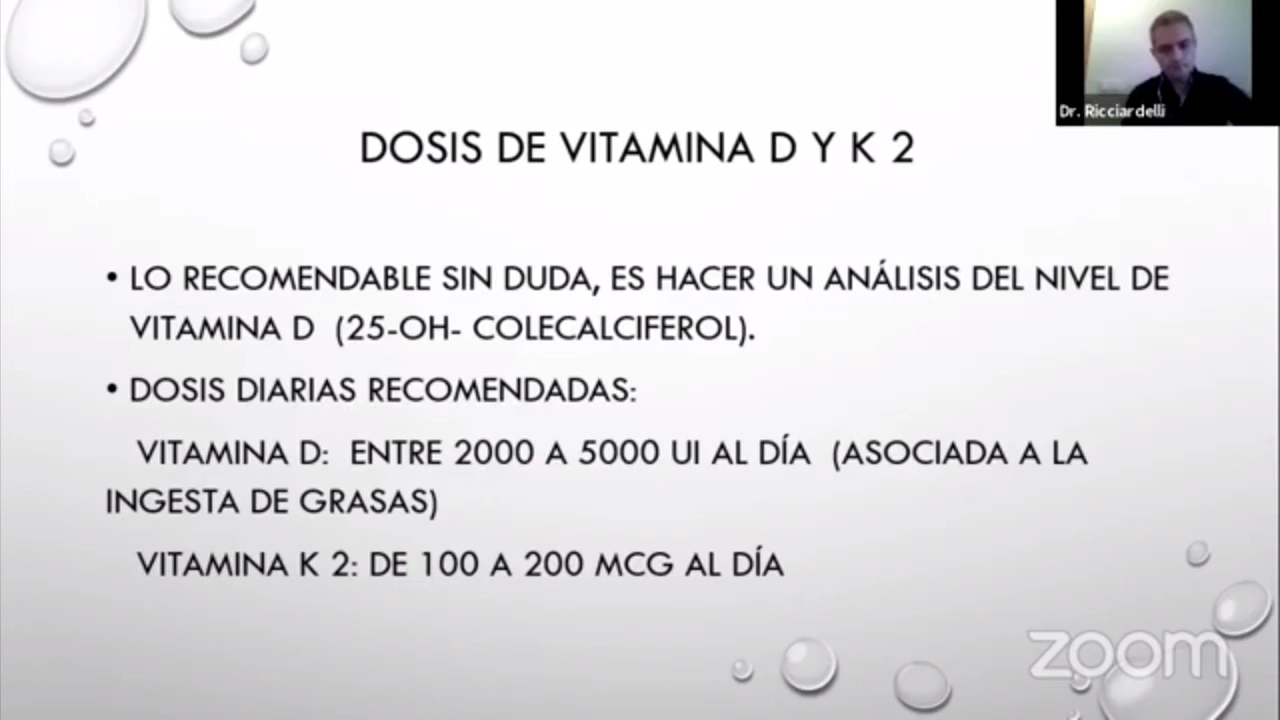 Dr. Ricciardelli
DOSIS DE VITAMINA D Y K 2
• LO RECOMENDABLE SIN DUDA, ES HACER UN ANÁLISIS DEL NIVEL DE
VITAMINA D (25-OH- COLECALCIFEROL).
• DOSIS DIARIAS RECOMENDADAS:
VITAMINA D: ENTRE 2000 A 5000 UI AL DÍA (ASOCIADA A LA
INGESTA DE GRASAS)
VITAMINA K 2: DE 100 A 200 MCG AL DÍA
zoom